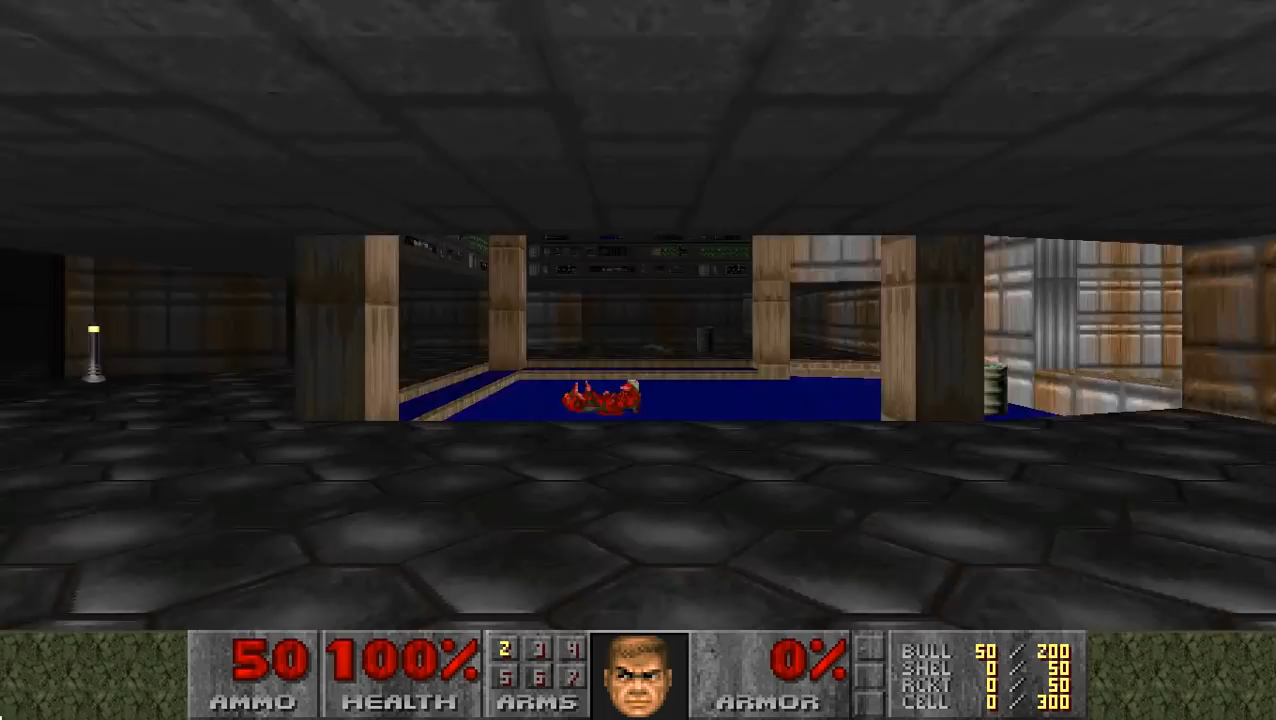 50 100% 2 3 4 0% BULL 50 / 200
5 6 7 SHEL 0 / 50
RCKT 0 / 50
AMMO HEALTH ARMS ARMOR CELL 0 / 300